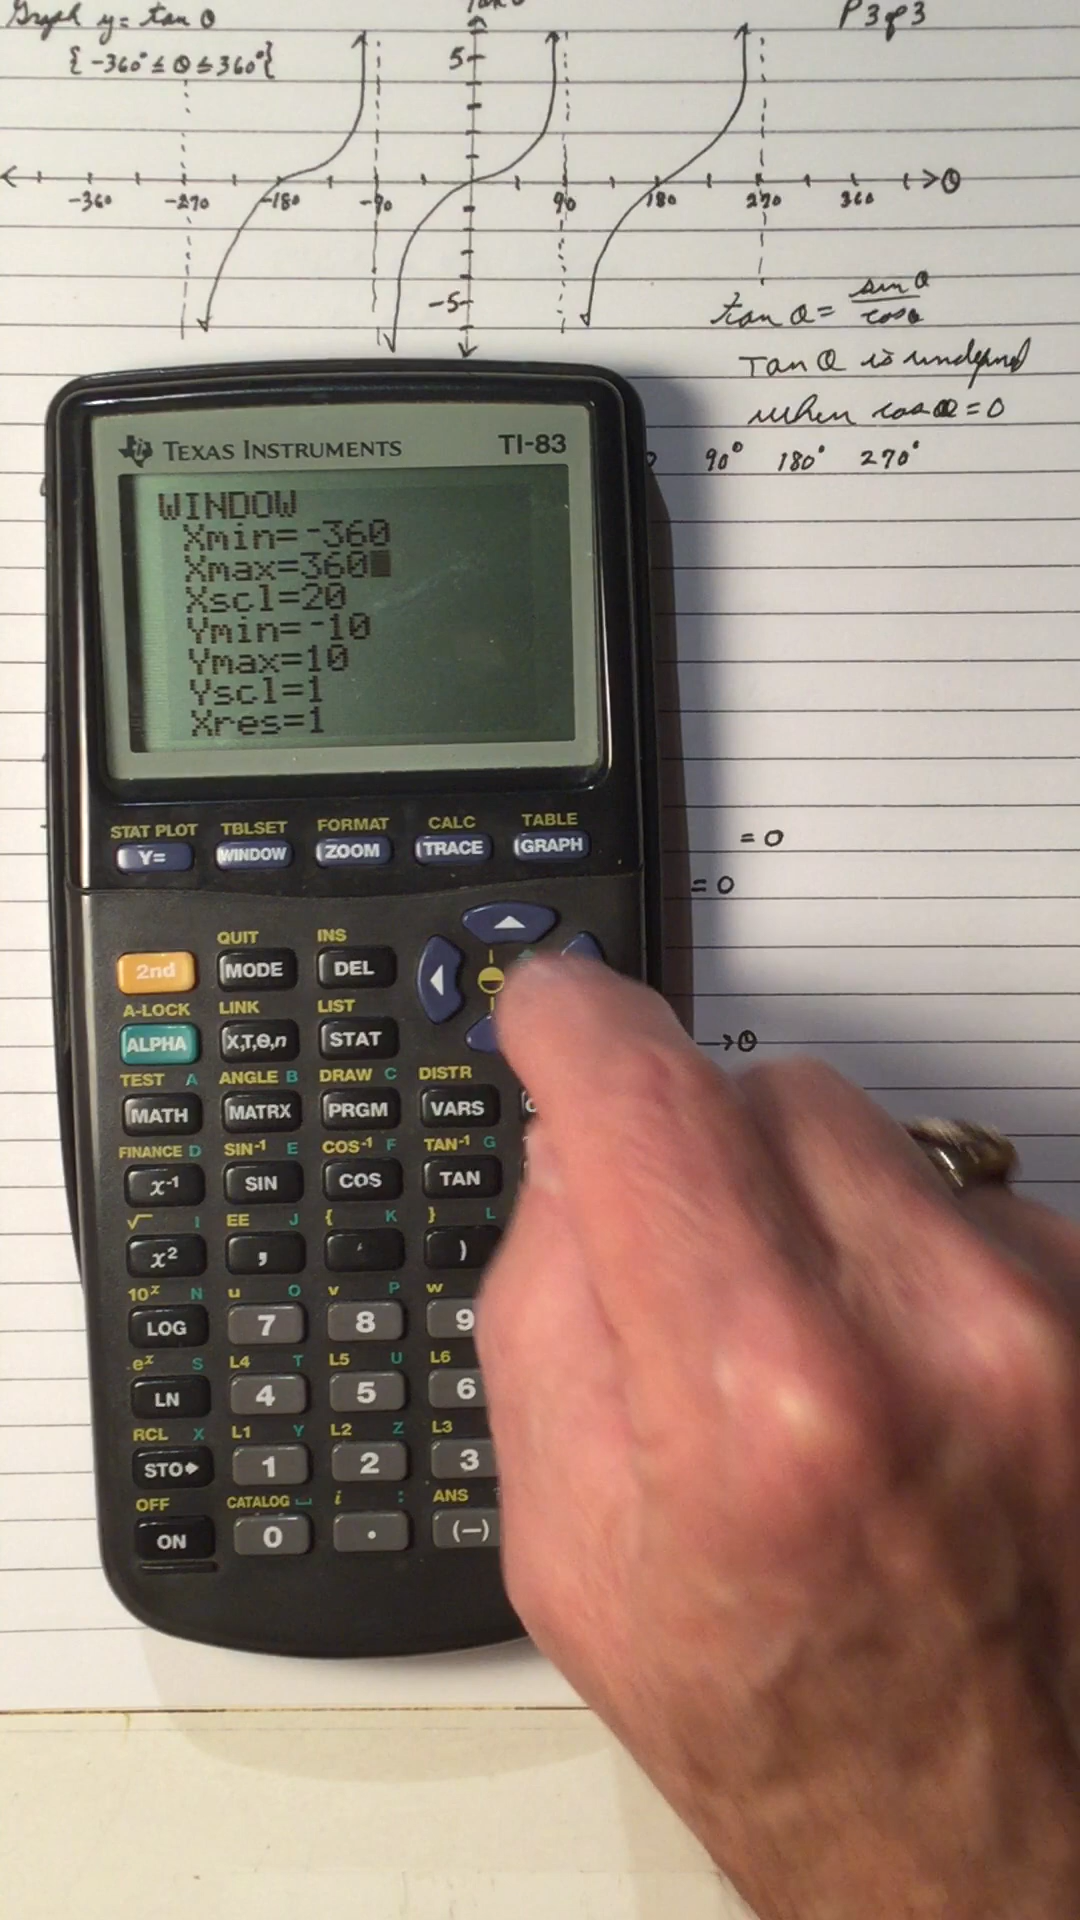 Graph y = tan θ
Tan θ
P 3 of 3
{ -360° ≤ θ ≤ 360° {
5
-360 -270 -180 -90 90 180 270 360 θ
-5
tan θ = sin θ / cos θ
Tan θ is undefined
when cos θ = 0
90° 180° 270°
TEXAS INSTRUMENTS TI-83
WINDOW
Xmin=-360
Xmax=360
Xscl=20
Ymin=-10
Ymax=10
Yscl=1
Xres=1
= 0
= 0
→θ
STAT PLOT TBLSET FORMAT CALC TABLE
Y= WINDOW ZOOM TRACE GRAPH
QUIT INS
2nd MODE DEL
A-LOCK LINK LIST
ALPHA X,T,θ,n STAT
TEST A ANGLE B DRAW C DISTR
MATH MATRX PRGM VARS
FINANCE D SIN⁻¹ E COS⁻¹ F TAN⁻¹ G
x⁻¹ SIN COS TAN
√ I EE J { K } L
x² , )
10ˣ N u O v P w
LOG 7 8 9
eˣ S L4 T L5 U L6
LN 4 5 6
RCL X L1 Y L2 Z L3
STO▸ 1 2 3
OFF CATALOG i : ANS
ON 0 . (–)